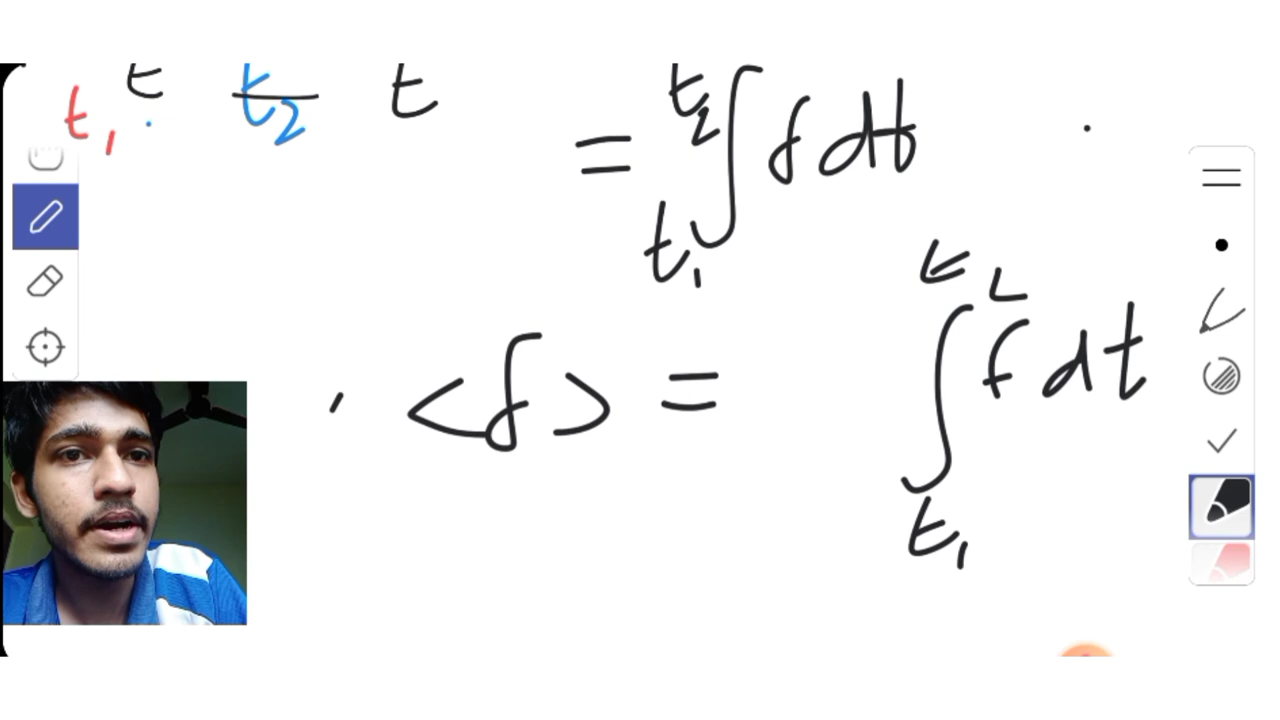 t₁ t t₂ t
= ∫_{t₁}^{t₂} f dt
<f> = ∫_{t₁}^{t₂} f dt